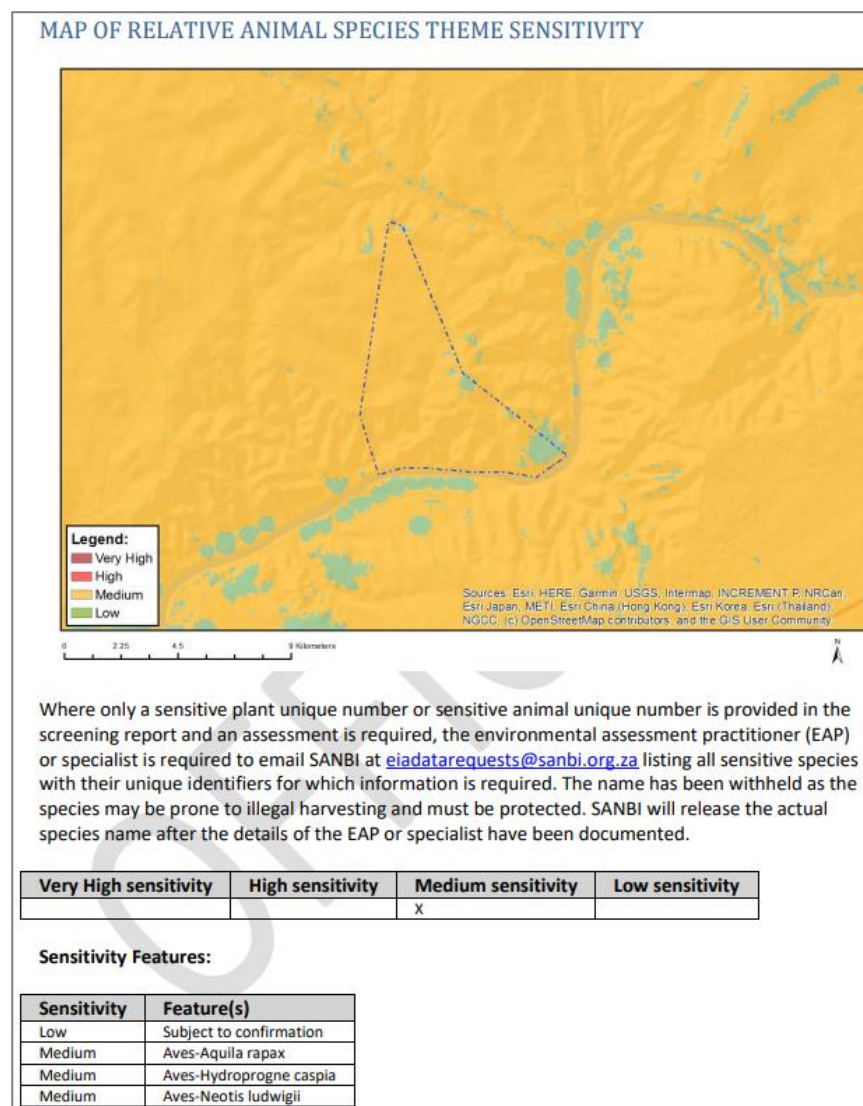 MAP OF RELATIVE ANIMAL SPECIES THEME SENSITIVITY
Legend:
Very High
High
Medium
Low
Sources: Esri, HERE, Garmin, USGS, Intermap, INCREMENT P, NRCan,
Esri Japan, METI, Esri China (Hong Kong), Esri Korea, Esri (Thailand),
NGCC, (c) OpenStreetMap contributors, and the GIS User Community
0 2.25 4.5 9 Kilometers
N
Where only a sensitive plant unique number or sensitive animal unique number is provided in the
screening report and an assessment is required, the environmental assessment practitioner (EAP)
or specialist is required to email SANBI at eiadatarequests@sanbi.org.za listing all sensitive species
with their unique identifiers for which information is required. The name has been withheld as the
species may be prone to illegal harvesting and must be protected. SANBI will release the actual
species name after the details of the EAP or specialist have been documented.
Very High sensitivity High sensitivity Medium sensitivity Low sensitivity
X
Sensitivity Features:
Sensitivity Feature(s)
Low Subject to confirmation
Medium Aves-Aquila rapax
Medium Aves-Hydroprogne caspia
Medium Aves-Neotis ludwigii